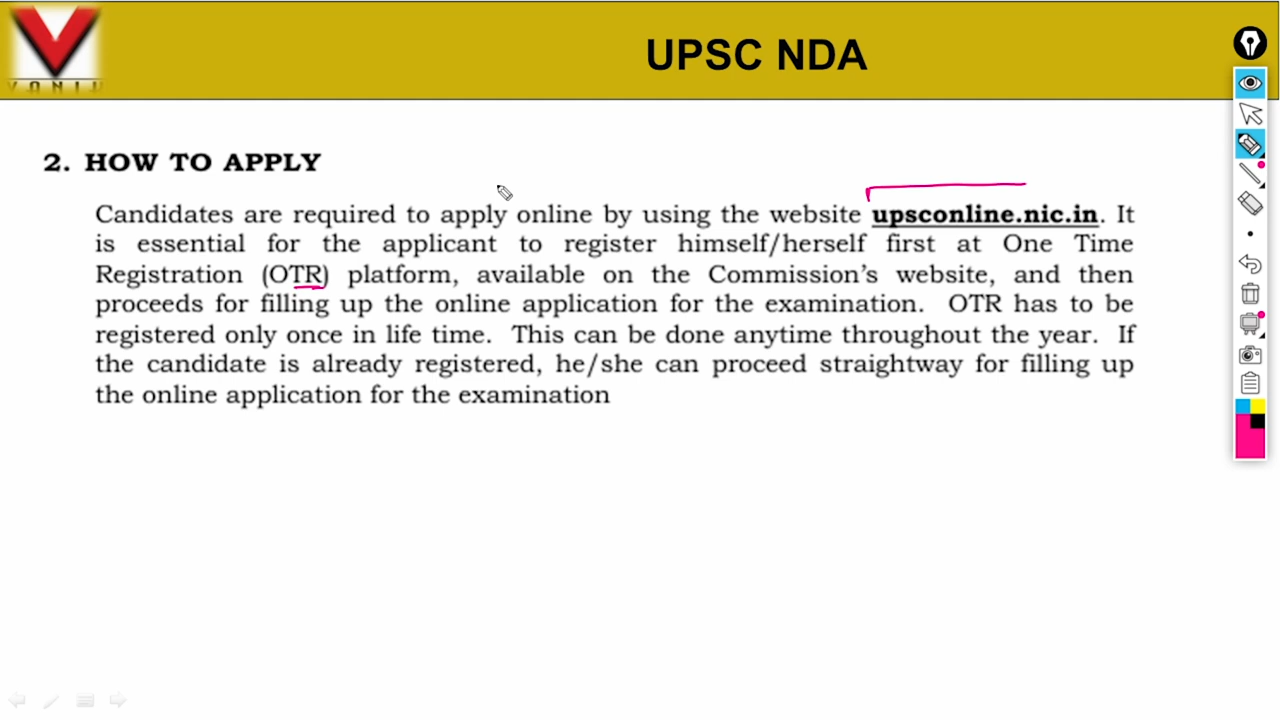 VANIJ
UPSC NDA
2. HOW TO APPLY
Candidates are required to apply online by using the website upsconline.nic.in. It
is essential for the applicant to register himself/herself first at One Time
Registration (OTR) platform, available on the Commission's website, and then
proceeds for filling up the online application for the examination. OTR has to be
registered only once in life time. This can be done anytime throughout the year. If
the candidate is already registered, he/she can proceed straightway for filling up
the online application for the examination